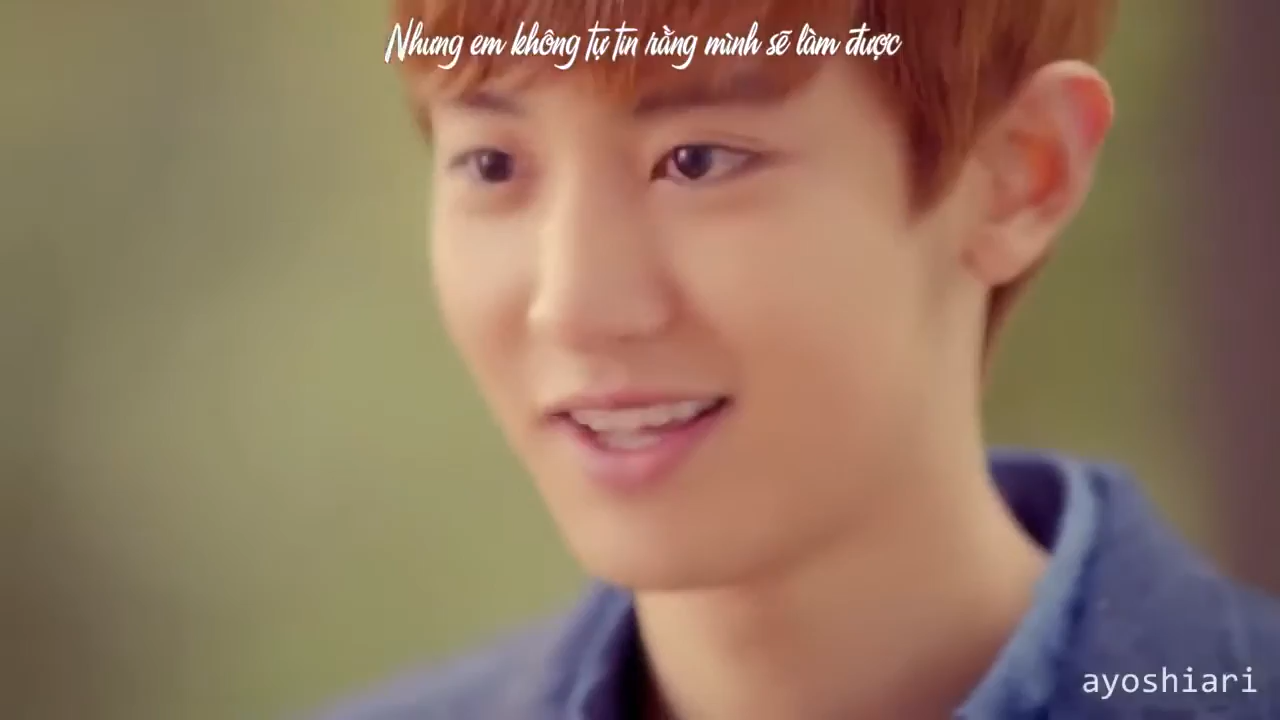 Nhưng em không tự tin rằng mình sẽ làm được
ayoshiari